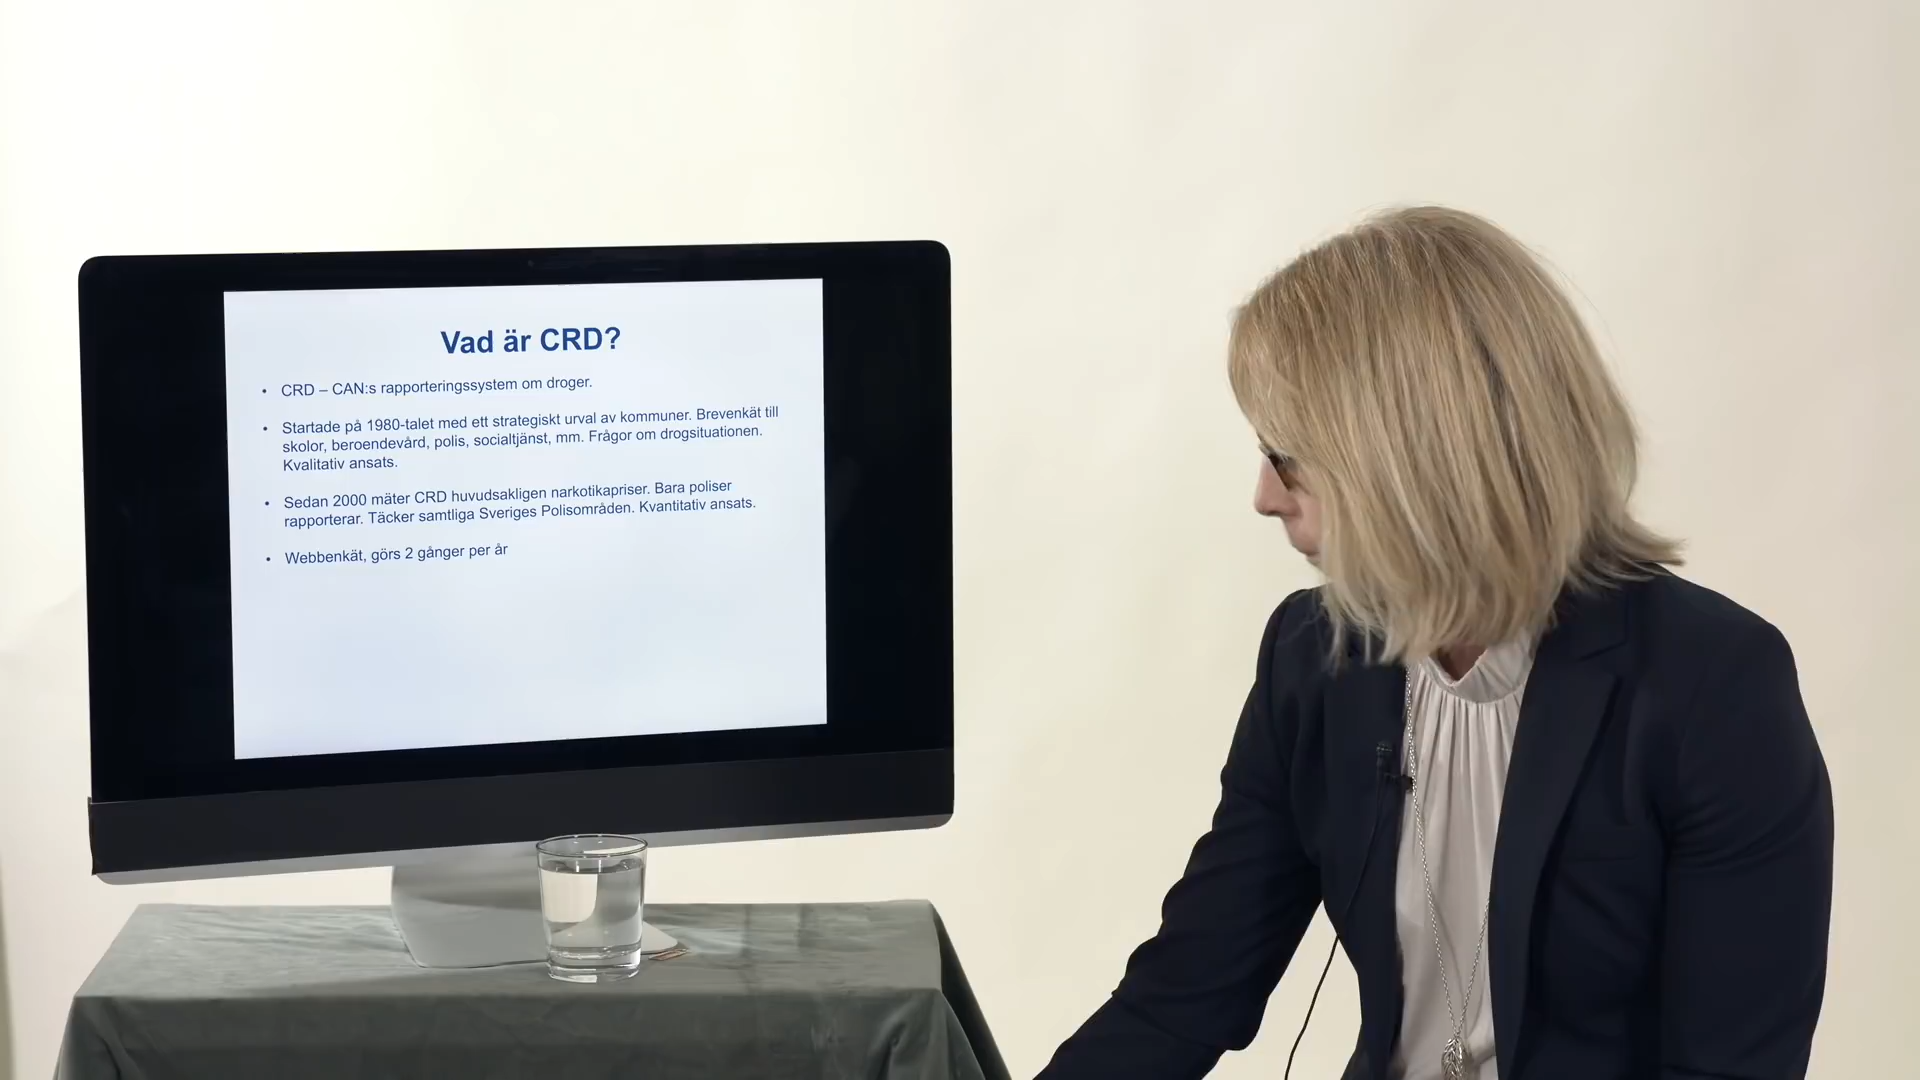 Vad är CRD?
• CRD – CAN:s rapporteringssystem om droger.
• Startade på 1980-talet med ett strategiskt urval av kommuner. Brevenkät till
skolor, beroendevård, polis, socialtjänst, mm. Frågor om drogsituationen.
Kvalitativ ansats.
• Sedan 2000 mäter CRD huvudsakligen narkotikapriser. Bara poliser
rapporterar. Täcker samtliga Sveriges Polisområden. Kvantitativ ansats.
• Webbenkät, görs 2 gånger per år